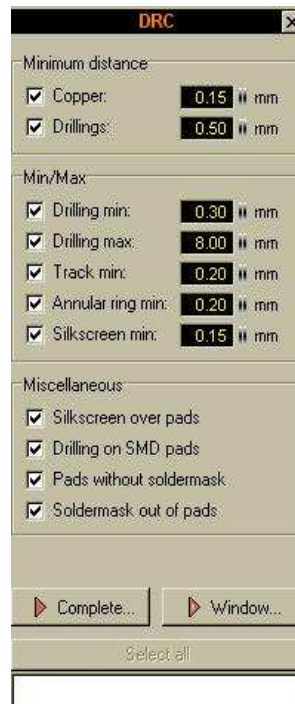 DRC
Minimum distance
Copper: 0.15 mm
Drillings: 0.50 mm
Min/Max
Drilling min: 0.30 mm
Drilling max: 8.00 mm
Track min: 0.20 mm
Annular ring min: 0.20 mm
Silkscreen min: 0.15 mm
Miscellaneous
Silkscreen over pads
Drilling on SMD pads
Pads without soldermask
Soldermask out of pads
Complete... Window...
Select all